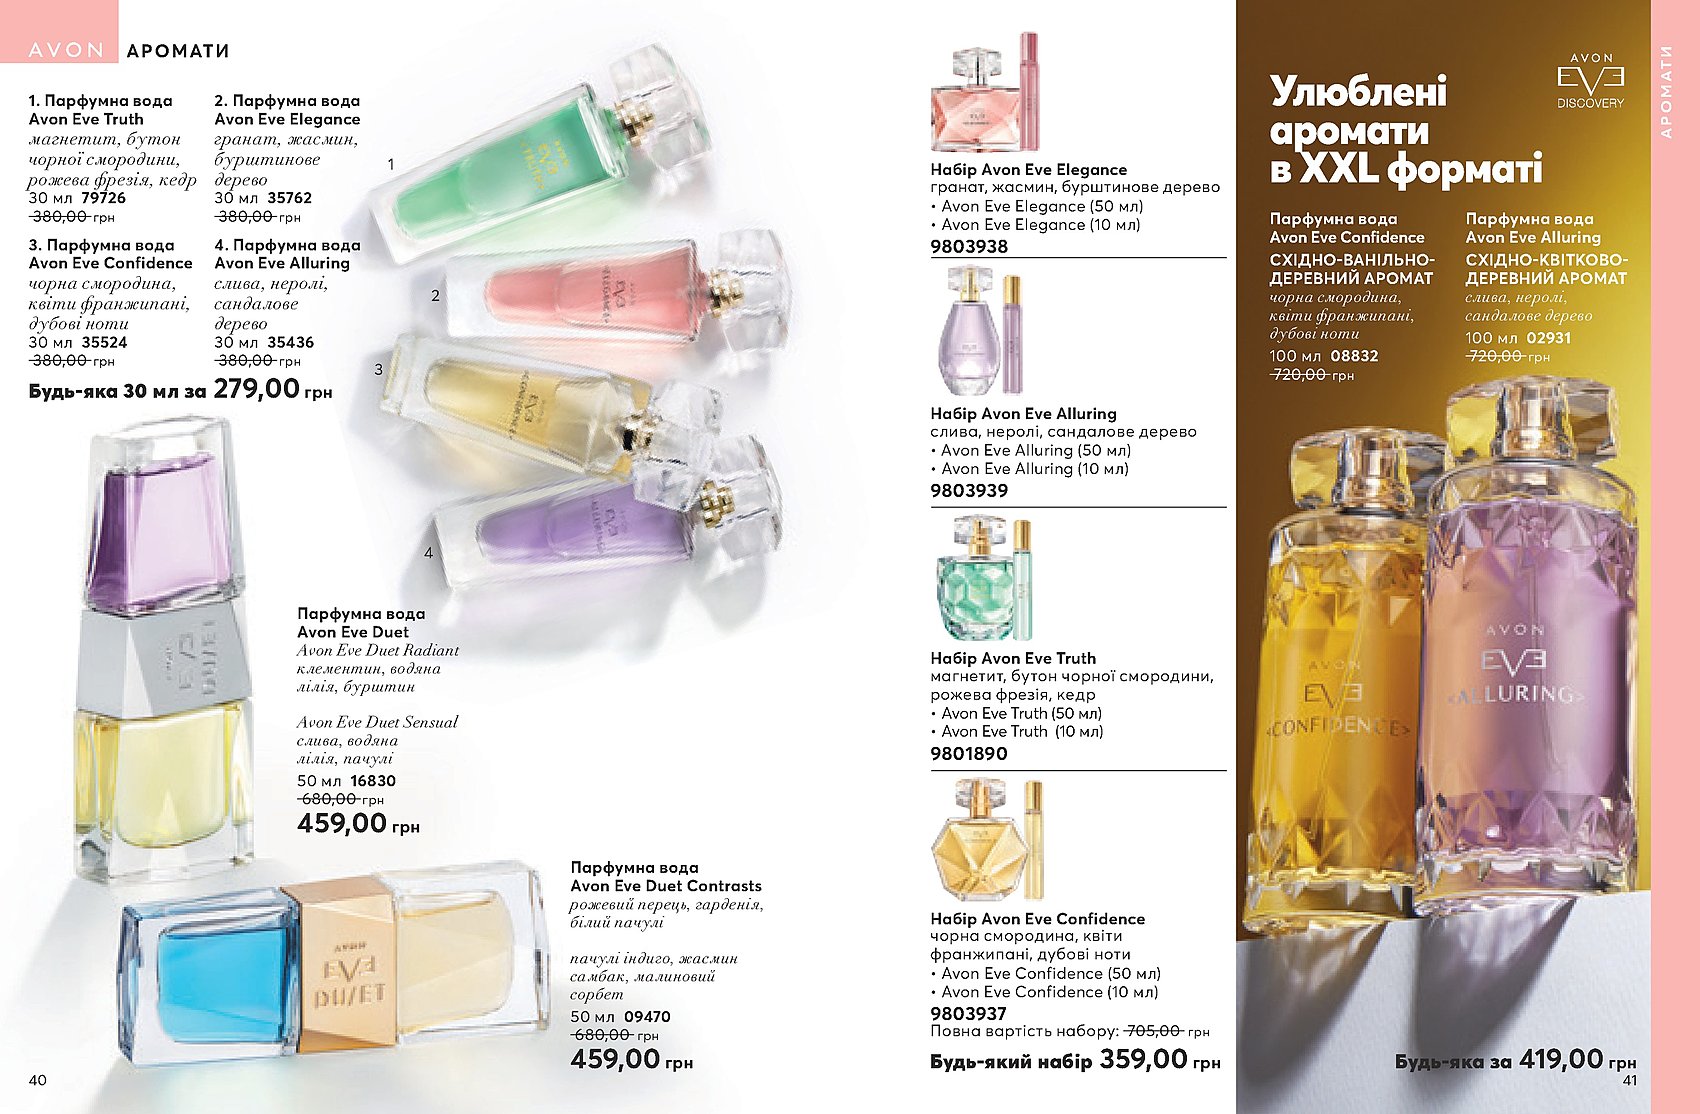 AVON АРОМАТИ
1. Парфумна вода
Avon Eve Truth
магнетит, бутон
чорної смородини,
рожева фрезія, кедр
30 мл 79726
380,00 грн
2. Парфумна вода
Avon Eve Elegance
гранат, жасмин,
бурштинове
дерево
30 мл 35762
380,00 грн
3. Парфумна вода
Avon Eve Confidence
чорна смородина,
квіти франжипані,
дубові ноти
30 мл 35524
380,00 грн
4. Парфумна вода
Avon Eve Alluring
слива, неролі,
сандалове
дерево
30 мл 35436
380,00 грн
Будь-яка 30 мл за 279,00 грн
1
2
3
4
Парфумна вода
Avon Eve Duet
Avon Eve Duet Radiant
клементин, водяна
лілія, бурштин
Avon Eve Duet Sensual
слива, водяна
лілія, пачулі
50 мл 16830
680,00 грн
459,00 грн
AVON
EVE
DU/ET
Парфумна вода
Avon Eve Duet Contrasts
рожевий перець, гарденія,
білий пачулі
пачулі індиго, жасмин
самбак, малиновий
сорбет
50 мл 09470
680,00 грн
459,00 грн
40
Набір Avon Eve Elegance
гранат, жасмин, бурштинове дерево
• Avon Eve Elegance (50 мл)
• Avon Eve Elegance (10 мл)
9803938
Набір Avon Eve Alluring
слива, неролі, сандалове дерево
• Avon Eve Alluring (50 мл)
• Avon Eve Alluring (10 мл)
9803939
Набір Avon Eve Truth
магнетит, бутон чорної смородини,
рожева фрезія, кедр
• Avon Eve Truth (50 мл)
• Avon Eve Truth (10 мл)
9801890
Набір Avon Eve Confidence
чорна смородина, квіти
франжипані, дубові ноти
• Avon Eve Confidence (50 мл)
• Avon Eve Confidence (10 мл)
9803937
Повна вартість набору: 705,00 грн
Будь-який набір 359,00 грн
AVON
EVE
DISCOVERY
Улюблені
аромати
в XXL форматі
Парфумна вода
Avon Eve Confidence
СХІДНО-ВАНІЛЬНО-
ДЕРЕВНИЙ АРОМАТ
чорна смородина,
квіти франжипані,
дубові ноти
100 мл 08832
720,00 грн
Парфумна вода
Avon Eve Alluring
СХІДНО-КВІТКОВО-
ДЕРЕВНИЙ АРОМАТ
слива, неролі,
сандалове дерево
100 мл 02931
720,00 грн
AVON
EVE
<CONFIDENCE>
AVON
EVE
<ALLURING>
Будь-яка за 419,00 грн
41
АРОМАТИ